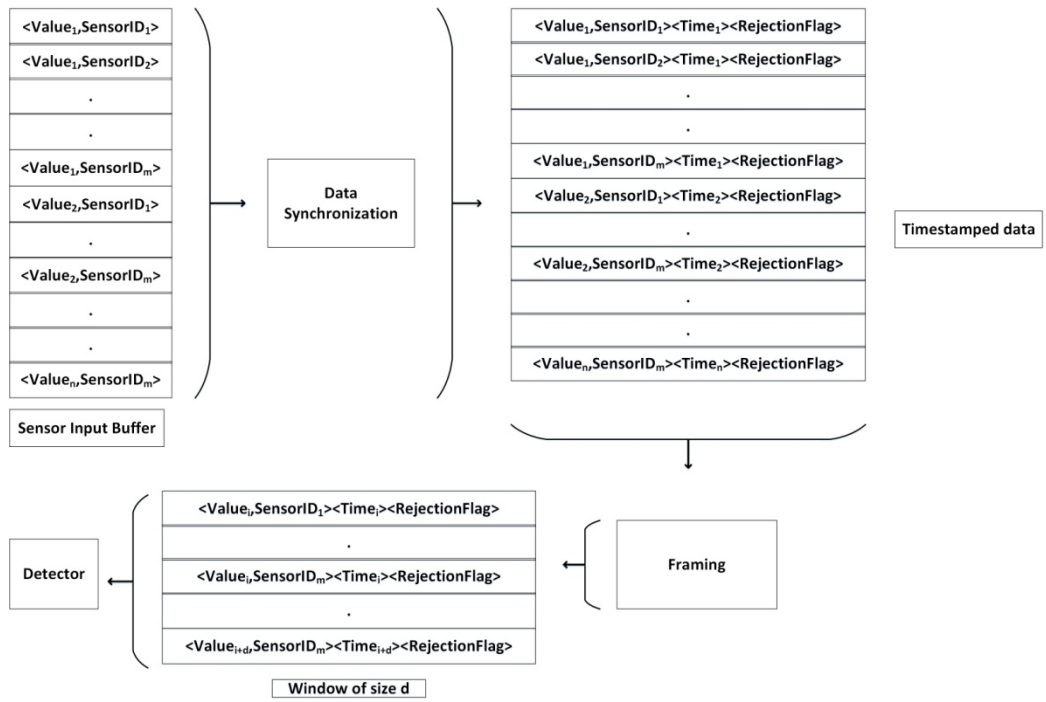 <Value₁,SensorID₁>
<Value₁,SensorID₂>
.
.
<Value₁,SensorIDₘ>
<Value₂,SensorID₁>
.
<Value₂,SensorIDₘ>
.
.
<Valueₙ,SensorIDₘ>
Sensor Input Buffer
Data
Synchronization
<Value₁,SensorID₁><Time₁><RejectionFlag>
<Value₁,SensorID₂><Time₁><RejectionFlag>
.
.
<Value₁,SensorIDₘ><Time₁><RejectionFlag>
<Value₂,SensorID₁><Time₂><RejectionFlag>
.
<Value₂,SensorIDₘ><Time₂><RejectionFlag>
.
.
<Valueₙ,SensorIDₘ><Timeₙ><RejectionFlag>
Timestamped data
Framing
<Valueᵢ,SensorID₁><Timeᵢ><RejectionFlag>
.
<Valueᵢ,SensorIDₘ><Timeᵢ><RejectionFlag>
.
<Valueᵢ₊d,SensorIDₘ><Timeᵢ₊d><RejectionFlag>
Window of size d
Detector